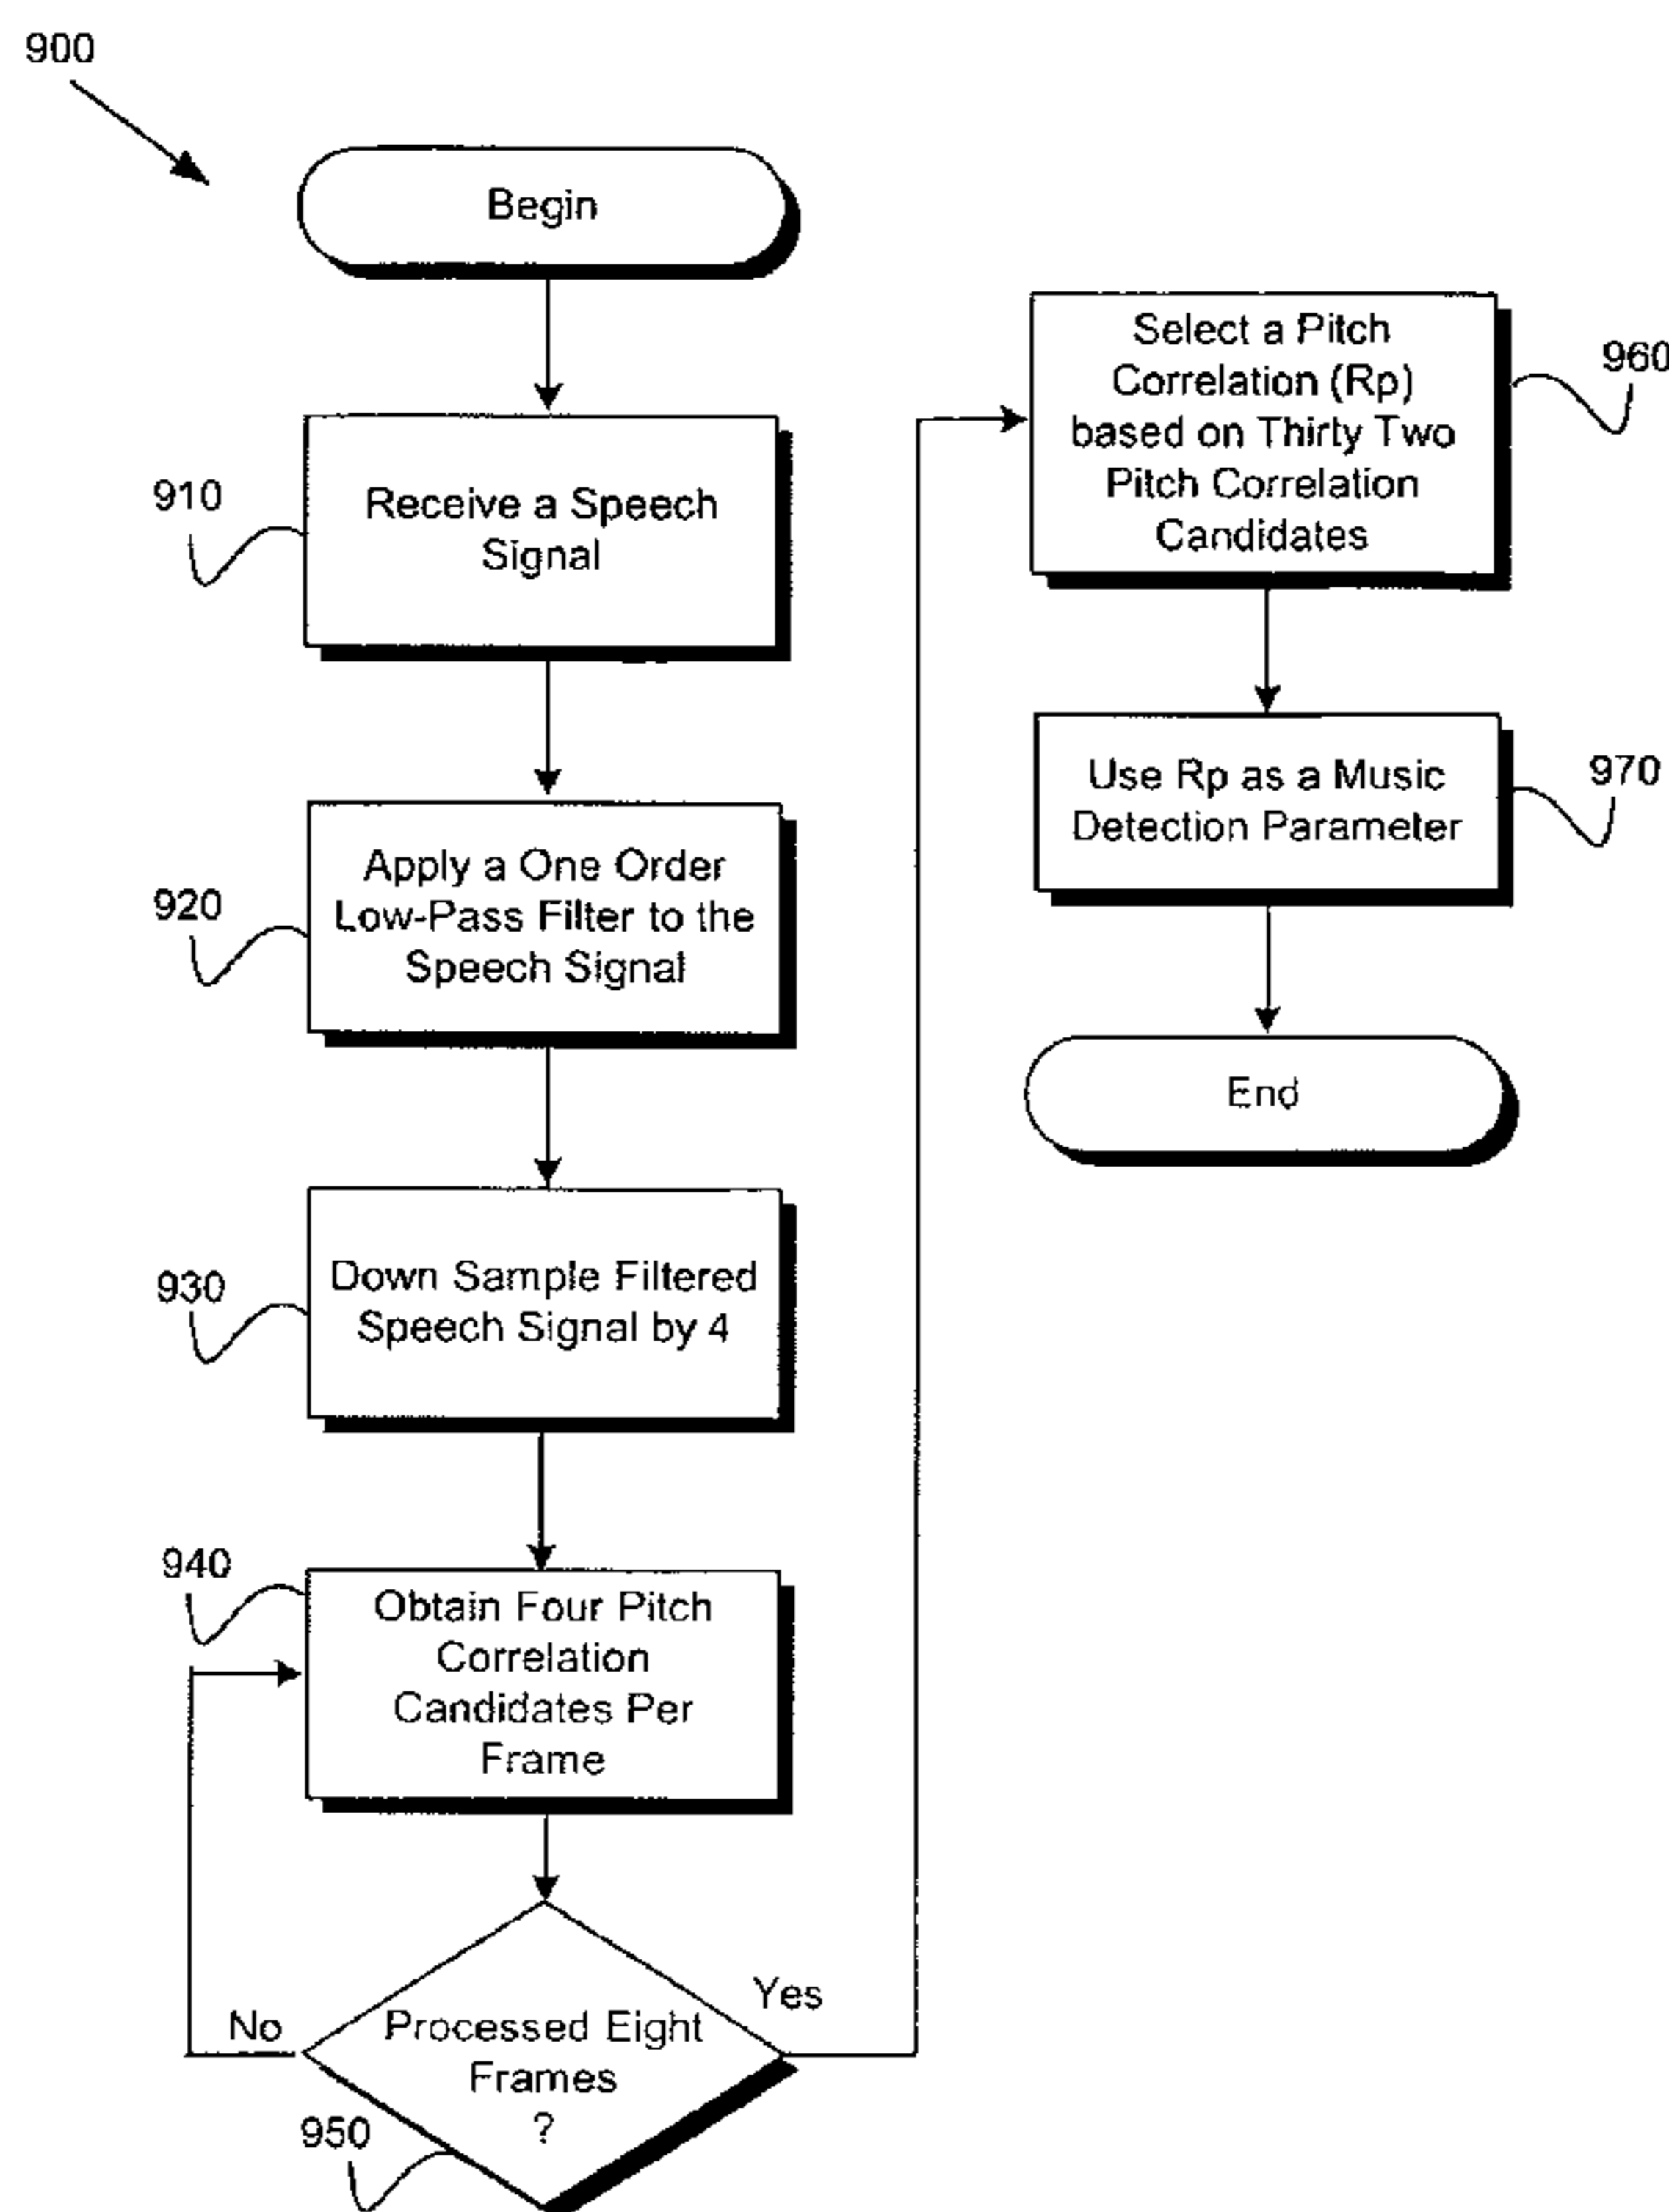 900
Begin
910
Receive a Speech
Signal
920
Apply a One Order
Low-Pass Filter to the
Speech Signal
930
Down Sample Filtered
Speech Signal by 4
940
Obtain Four Pitch
Correlation
Candidates Per
Frame
No
Yes
Processed Eight
Frames
?
950
Select a Pitch
Correlation (Rp)
based on Thirty Two
Pitch Correlation
Candidates
960
Use Rp as a Music
Detection Parameter
970
End